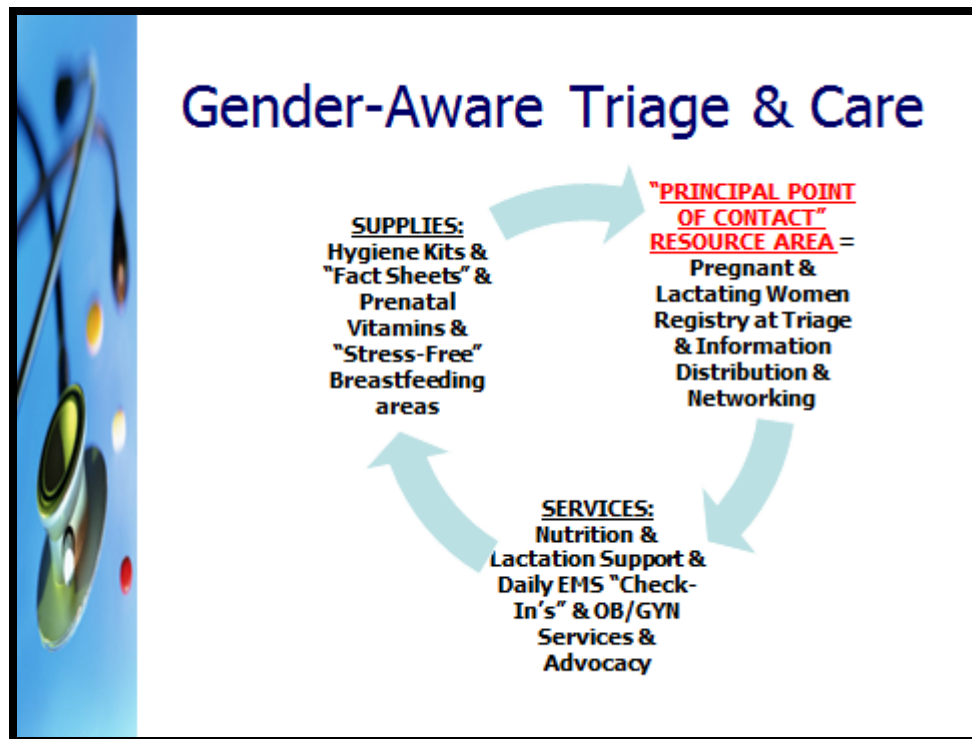 Gender-Aware Triage & Care
"PRINCIPAL POINT
OF CONTACT"
RESOURCE AREA =
Pregnant &
Lactating Women
Registry at Triage
& Information
Distribution &
Networking
SERVICES:
Nutrition &
Lactation Support &
Daily EMS "Check-
In's" & OB/GYN
Services &
Advocacy
SUPPLIES:
Hygiene Kits &
"Fact Sheets" &
Prenatal
Vitamins &
"Stress-Free"
Breastfeeding
areas